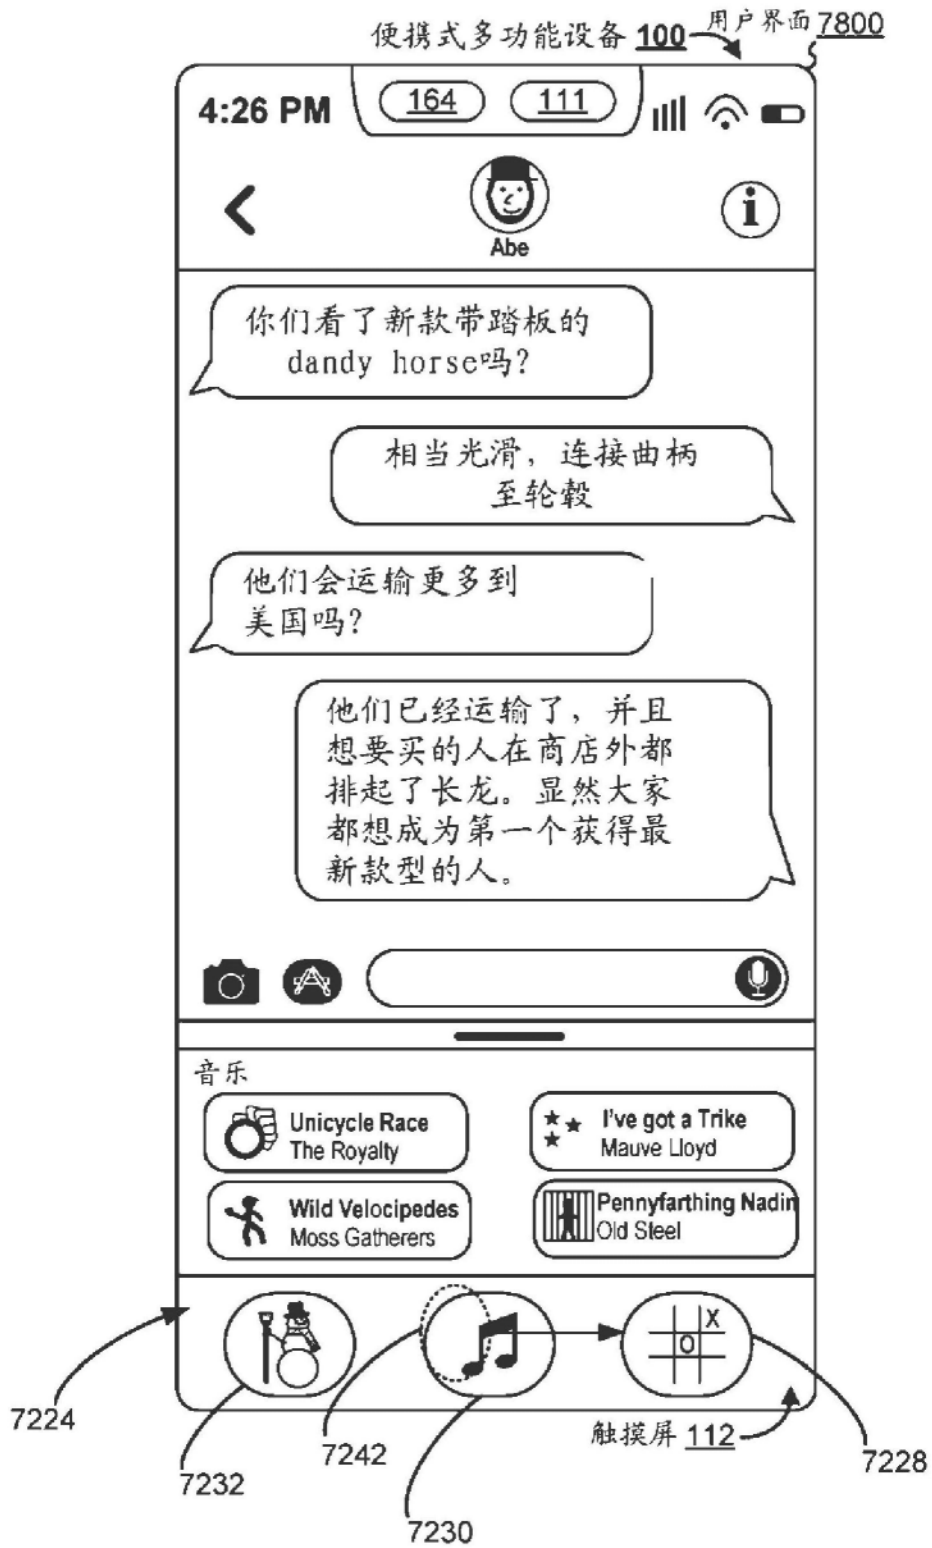 便携式多功能设备 100
用户界面 7800
4:26 PM
164
111
i
Abe
你们看了新款带踏板的
dandy horse吗?
相当光滑，连接曲柄
至轮毂
他们会运输更多到
美国吗?
他们已经运输了，并且
想要买的人在商店外都
排起了长龙。显然大家
都想成为第一个获得最
新款型的人。
音乐
Unicycle Race
The Royalty
I've got a Trike
Mauve Lloyd
Wild Velocipedes
Moss Gatherers
Pennyfarthing Nadin
Old Steel
X
O
7224
7232
7242
7230
触摸屏 112
7228